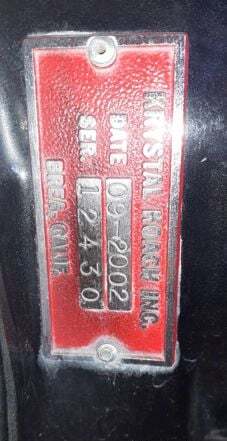 KRYSTAL KOACH INC.
DATE 09-2002
SER. 12430
BREA, CALIF.